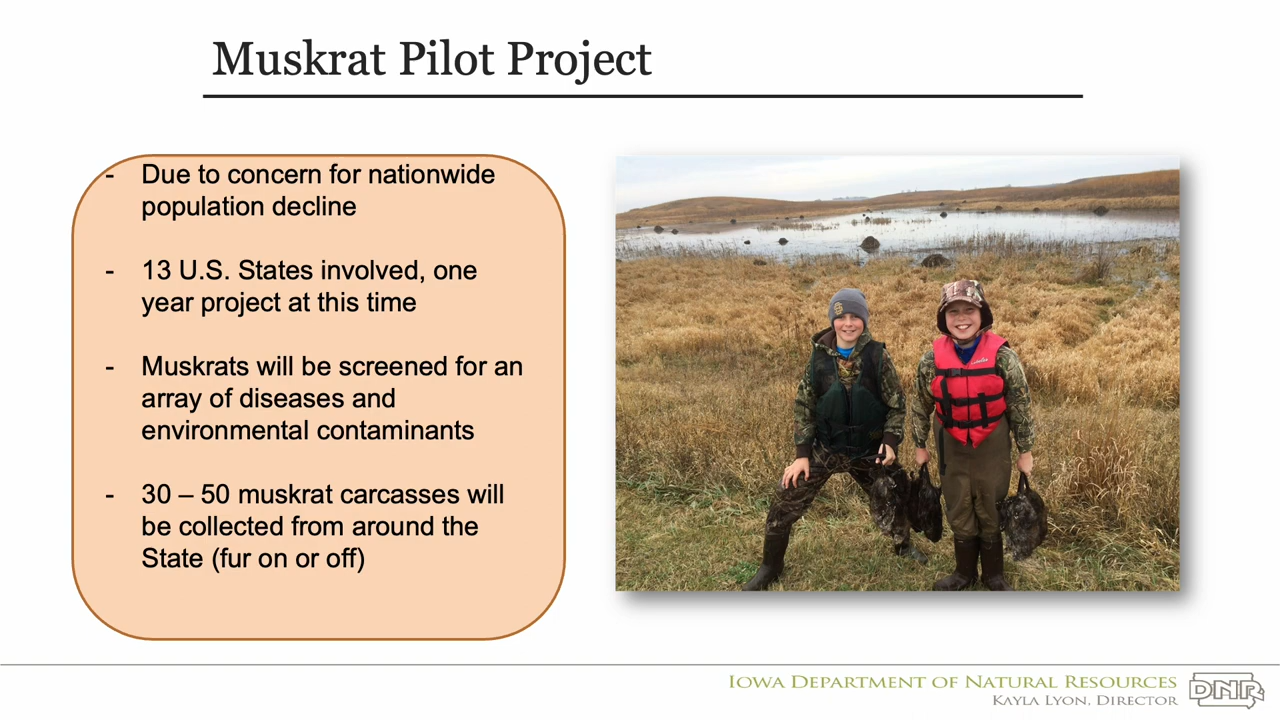 Muskrat Pilot Project
- Due to concern for nationwide
population decline
- 13 U.S. States involved, one
year project at this time
- Muskrats will be screened for an
array of diseases and
environmental contaminants
- 30 – 50 muskrat carcasses will
be collected from around the
State (fur on or off)
Iowa Department of Natural Resources
Kayla Lyon, Director
DNR